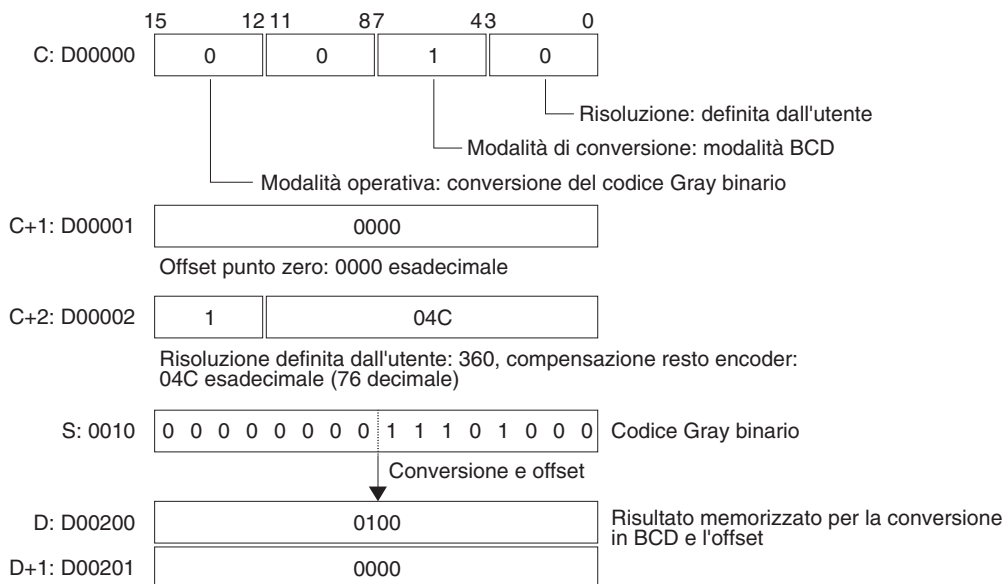 15 12 11 87 43 0
C: D00000 0 0 1 0
Risoluzione: definita dall'utente
Modalità di conversione: modalità BCD
Modalità operativa: conversione del codice Gray binario
C+1: D00001 0000
Offset punto zero: 0000 esadecimale
C+2: D00002 1 04C
Risoluzione definita dall'utente: 360, compensazione resto encoder:
04C esadecimale (76 decimale)
S: 0010 0 0 0 0 0 0 0 0 1 1 1 0 1 0 0 0 Codice Gray binario
Conversione e offset
D: D00200 0100 Risultato memorizzato per la conversione
in BCD e l'offset
D+1: D00201 0000